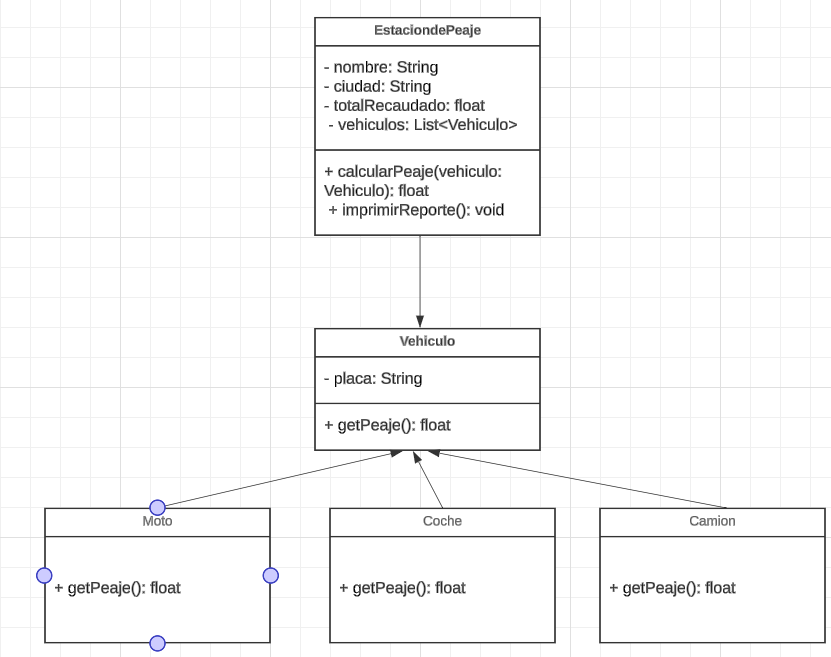 EstaciondePeaje
- nombre: String
- ciudad: String
- totalRecaudado: float
- vehiculos: List<Vehiculo>
+ calcularPeaje(vehiculo:
Vehiculo): float
+ imprimirReporte(): void
Vehiculo
- placa: String
+ getPeaje(): float
Moto
+ getPeaje(): float
Coche
+ getPeaje(): float
Camion
+ getPeaje(): float